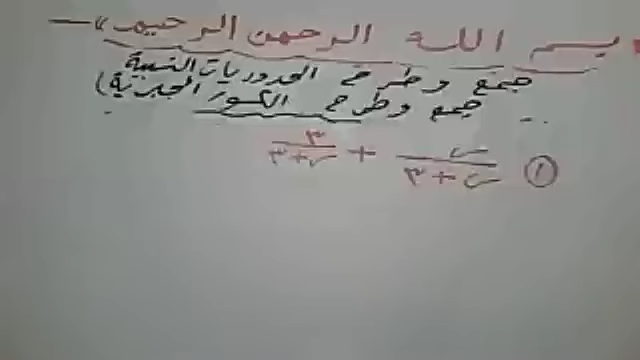 بسم الله الرحمن الرحيم
جمع وطرح الحدوديات النسبية
جمع وطرح الكسور الجبرية)
① س/(س+٣) + ٣/(س+٣)